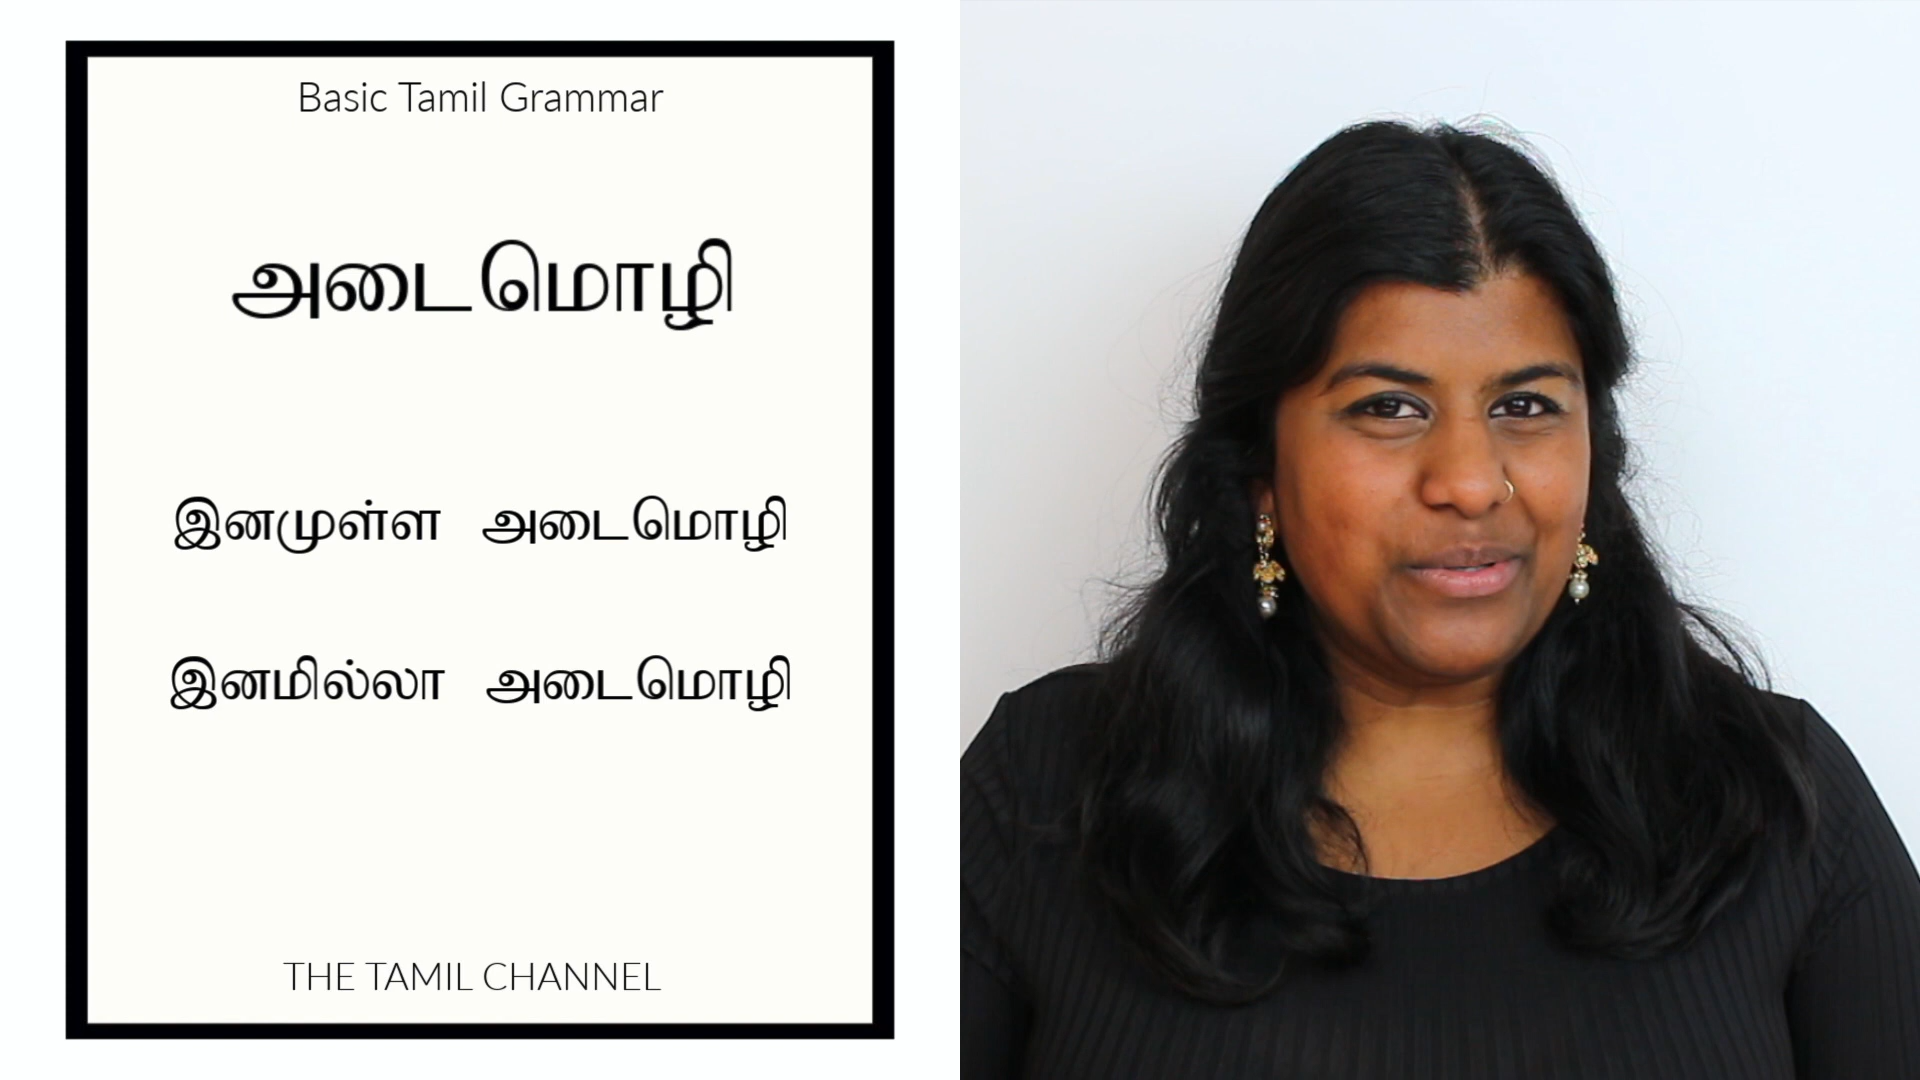 Basic Tamil Grammar
அடைமொழி
இனமுள்ள அடைமொழி
இனமில்லா அடைமொழி
THE TAMIL CHANNEL